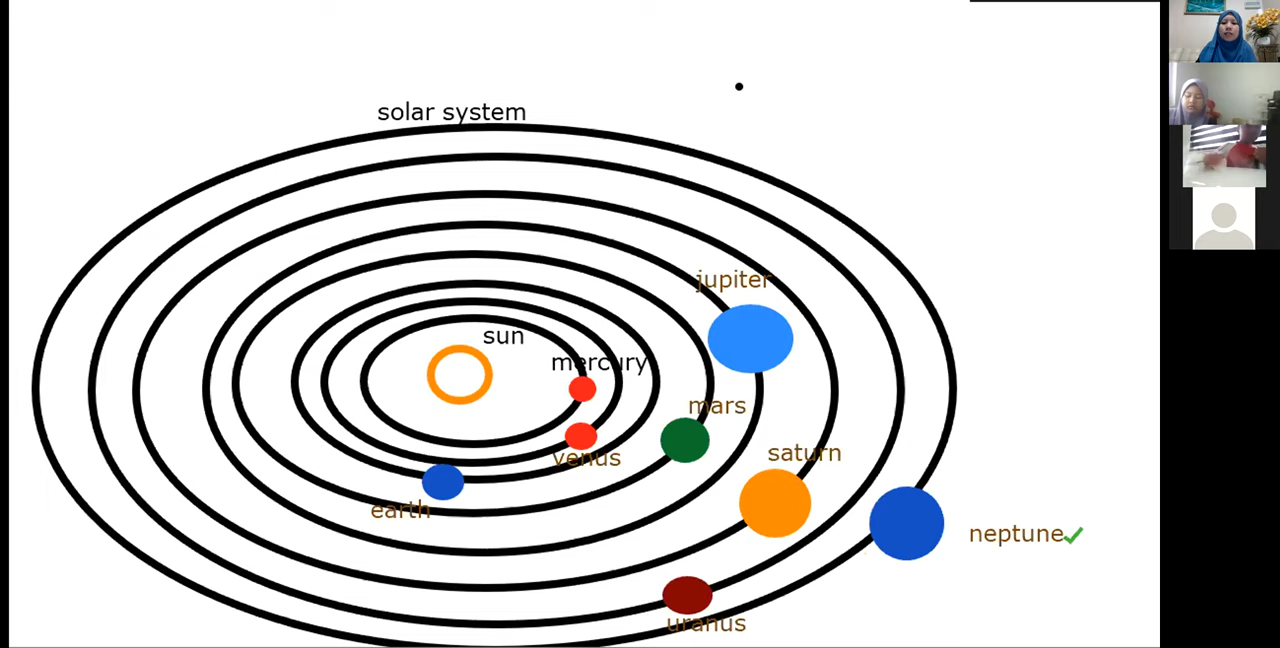 solar system
jupiter
sun
mercury
mars
saturn
venus
earth
neptune
uranus